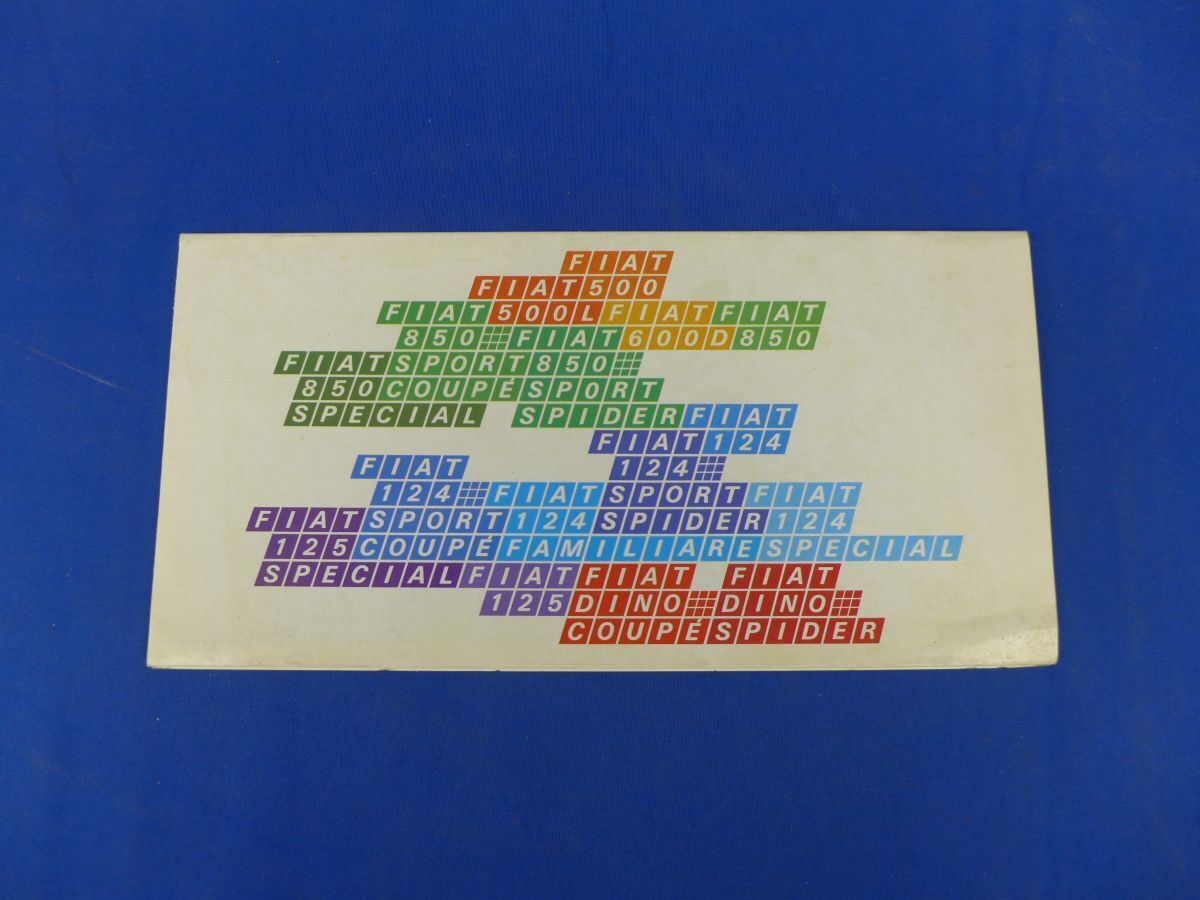 FIAT
FIAT500
FIAT500LFIATFIAT
850 FIAT600D850
FIATSPORT850
850COUPÉSPORT
SPECIAL SPIDERFIAT
FIAT124
FIAT 124
124 FIATSPORTFIAT
FIATSPORT124SPIDER124
125COUPÉFAMILIARESPECIAL
SPECIALFIATFIAT FIAT
125DINO DINO
COUPÉSPIDER